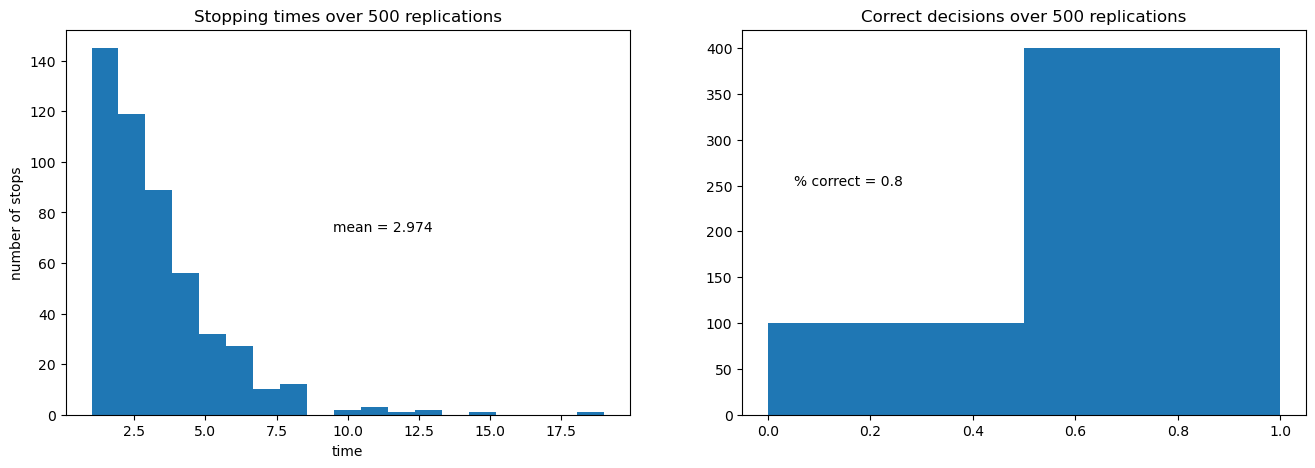 Stopping times over 500 replications
140
120
100
80
60
40
20
0
number of stops
mean = 2.974
2.5 5.0 7.5 10.0 12.5 15.0 17.5
time
Correct decisions over 500 replications
400
350
300
250
200
150
100
50
0
% correct = 0.8
0.0 0.2 0.4 0.6 0.8 1.0